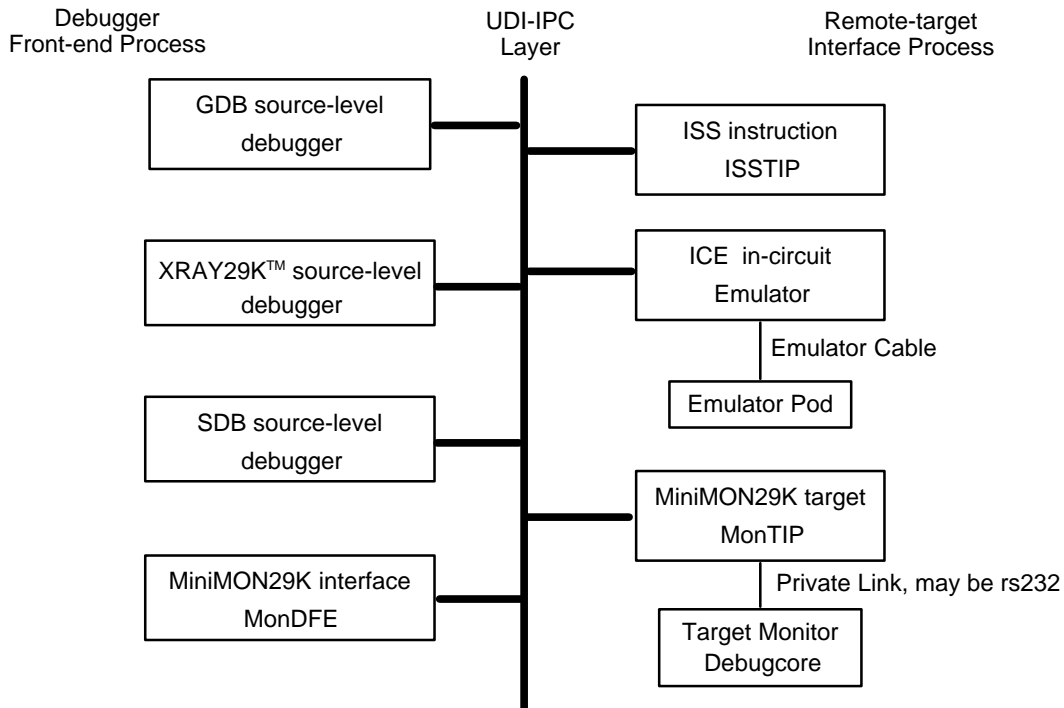 Debugger
Front-end Process
UDI-IPC
Layer
Remote-target
Interface Process
GDB source-level
debugger
ISS instruction
ISSTIP
XRAY29K™ source-level
debugger
ICE in-circuit
Emulator
Emulator Cable
Emulator Pod
SDB source-level
debugger
MiniMON29K target
MonTIP
Private Link, may be rs232
MiniMON29K interface
MonDFE
Target Monitor
Debugcore